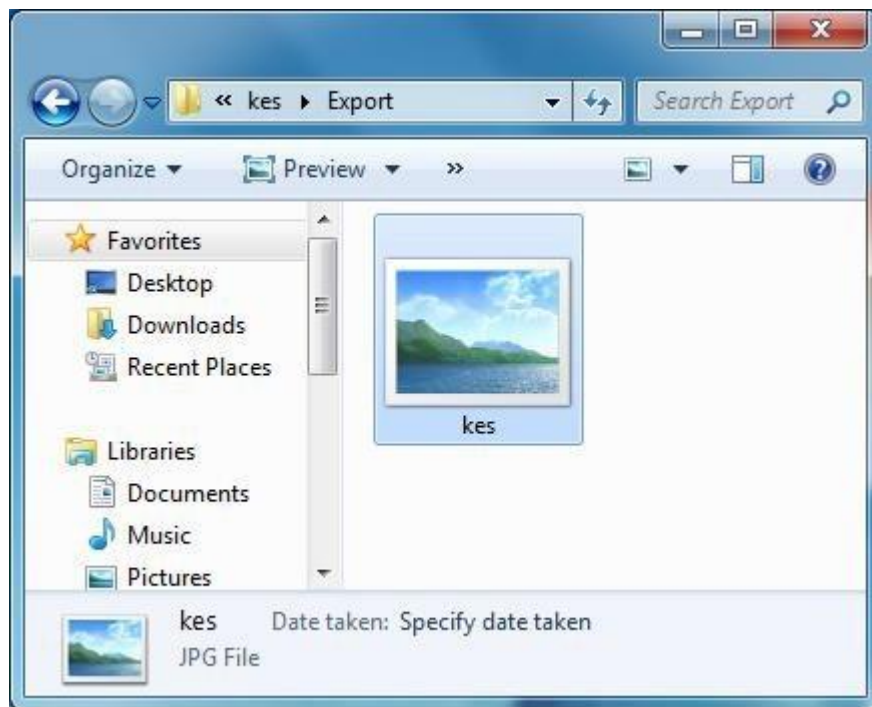 « kes ▸ Export
Search Export
Organize
Preview
»
Favorites
Desktop
Downloads
Recent Places
kes
Libraries
Documents
Music
Pictures
kes Date taken: Specify date taken
JPG File